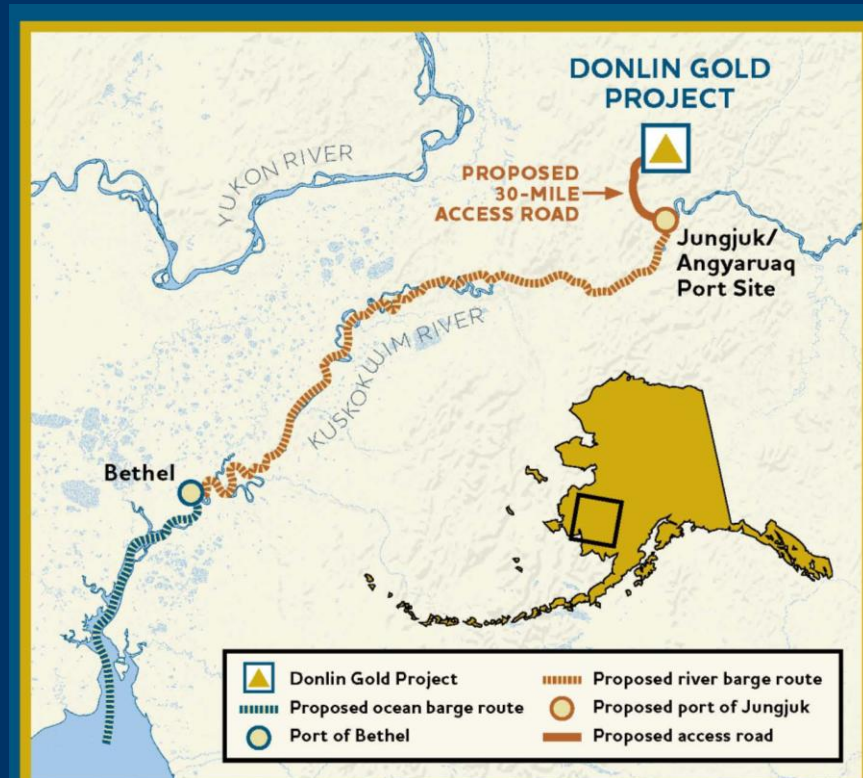 DONLIN GOLD
PROJECT
YUKON RIVER
PROPOSED
30-MILE
ACCESS ROAD
Jungjuk/
Angyaruaq
Port Site
KUSKOKWIM RIVER
Bethel
Donlin Gold Project
Proposed ocean barge route
Port of Bethel
Proposed river barge route
Proposed port of Jungjuk
Proposed access road